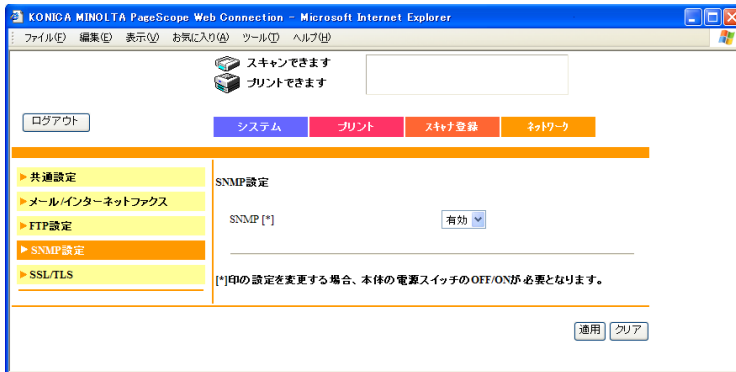 KONICA MINOLTA PageScope Web Connection - Microsoft Internet Explorer
ファイル(F) 編集(E) 表示(V) お気に入り(A) ツール(T) ヘルプ(H)
スキャンできます
プリントできます
ログアウト
システム プリント スキャナ登録 ネットワーク
共通設定
メール/インターネットファクス
FTP設定
SNMP設定
SSL/TLS
SNMP設定
SNMP [*] 有効
[*]印の設定を変更する場合、本体の電源スイッチのOFF/ONが必要となります。
適用 クリア